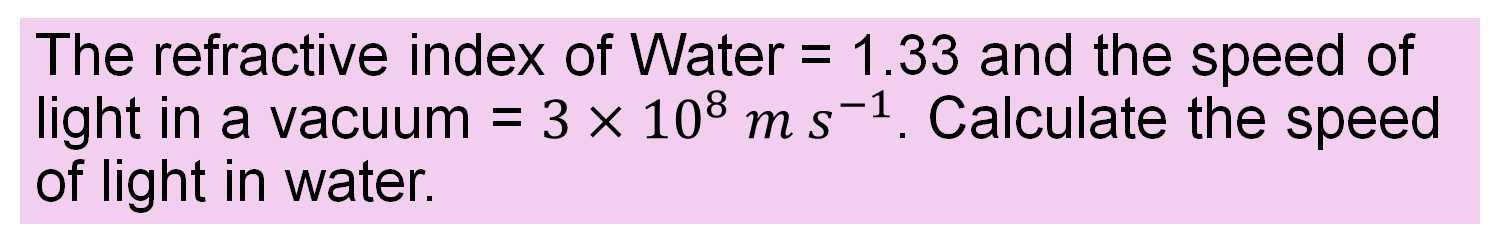 The refractive index of Water = 1.33 and the speed of
light in a vacuum = 3 × 10⁸ m s⁻¹. Calculate the speed
of light in water.